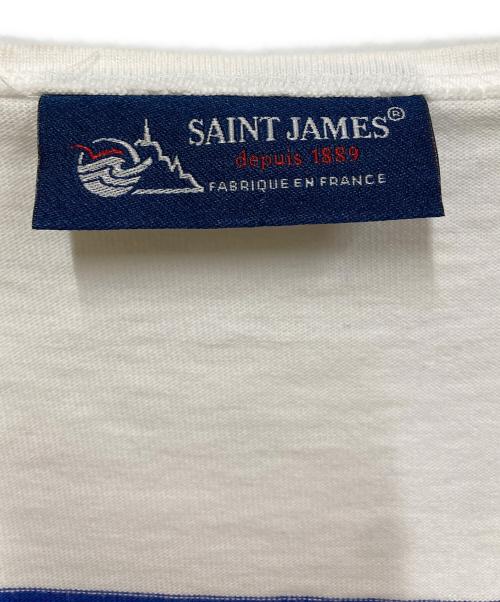 SAINT JAMES®
depuis 1889
FABRIQUE EN FRANCE